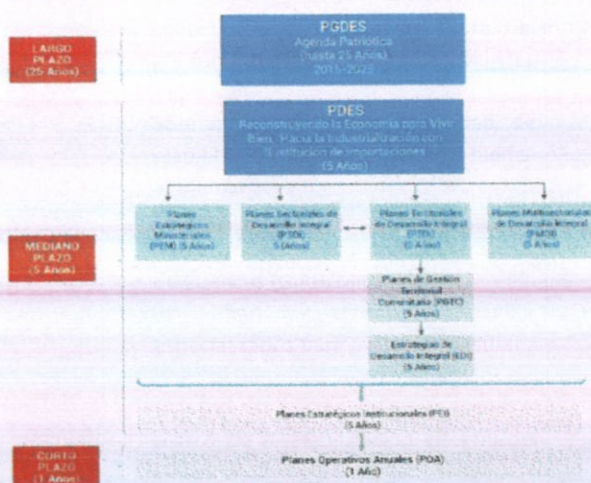 LARGO
PLAZO
(25 Años)
PGDES
Agenda Patriótica
(hasta 25 Años)
PDES
Reconstruyendo la Economía para Vivir
Bien, Hacia la Industrialización con
Sustitución de Importaciones
(5 Años)
MEDIANO
PLAZO
(5 Años)
Planes
Estratégicos
Ministeriales
(PEM) (5 Años)
Planes Sectoriales de
Desarrollo Integral
(PSDI)
5 (Años)
Planes Territoriales
de Desarrollo Integral
(5 Años)
Planes Multisectoriales
de Desarrollo Integral
(5 Años)
Planes de Gestión
Territorial
Comunitaria (PGTC)
(5 Años)
Estrategias de
Desarrollo Integral (EDI)
(5 Años)
Planes Estratégicos Institucionales (PEI)
(5 Años)
CORTO
PLAZO
(1 Años)
Planes Operativos Anuales (POA)
(1 Año)